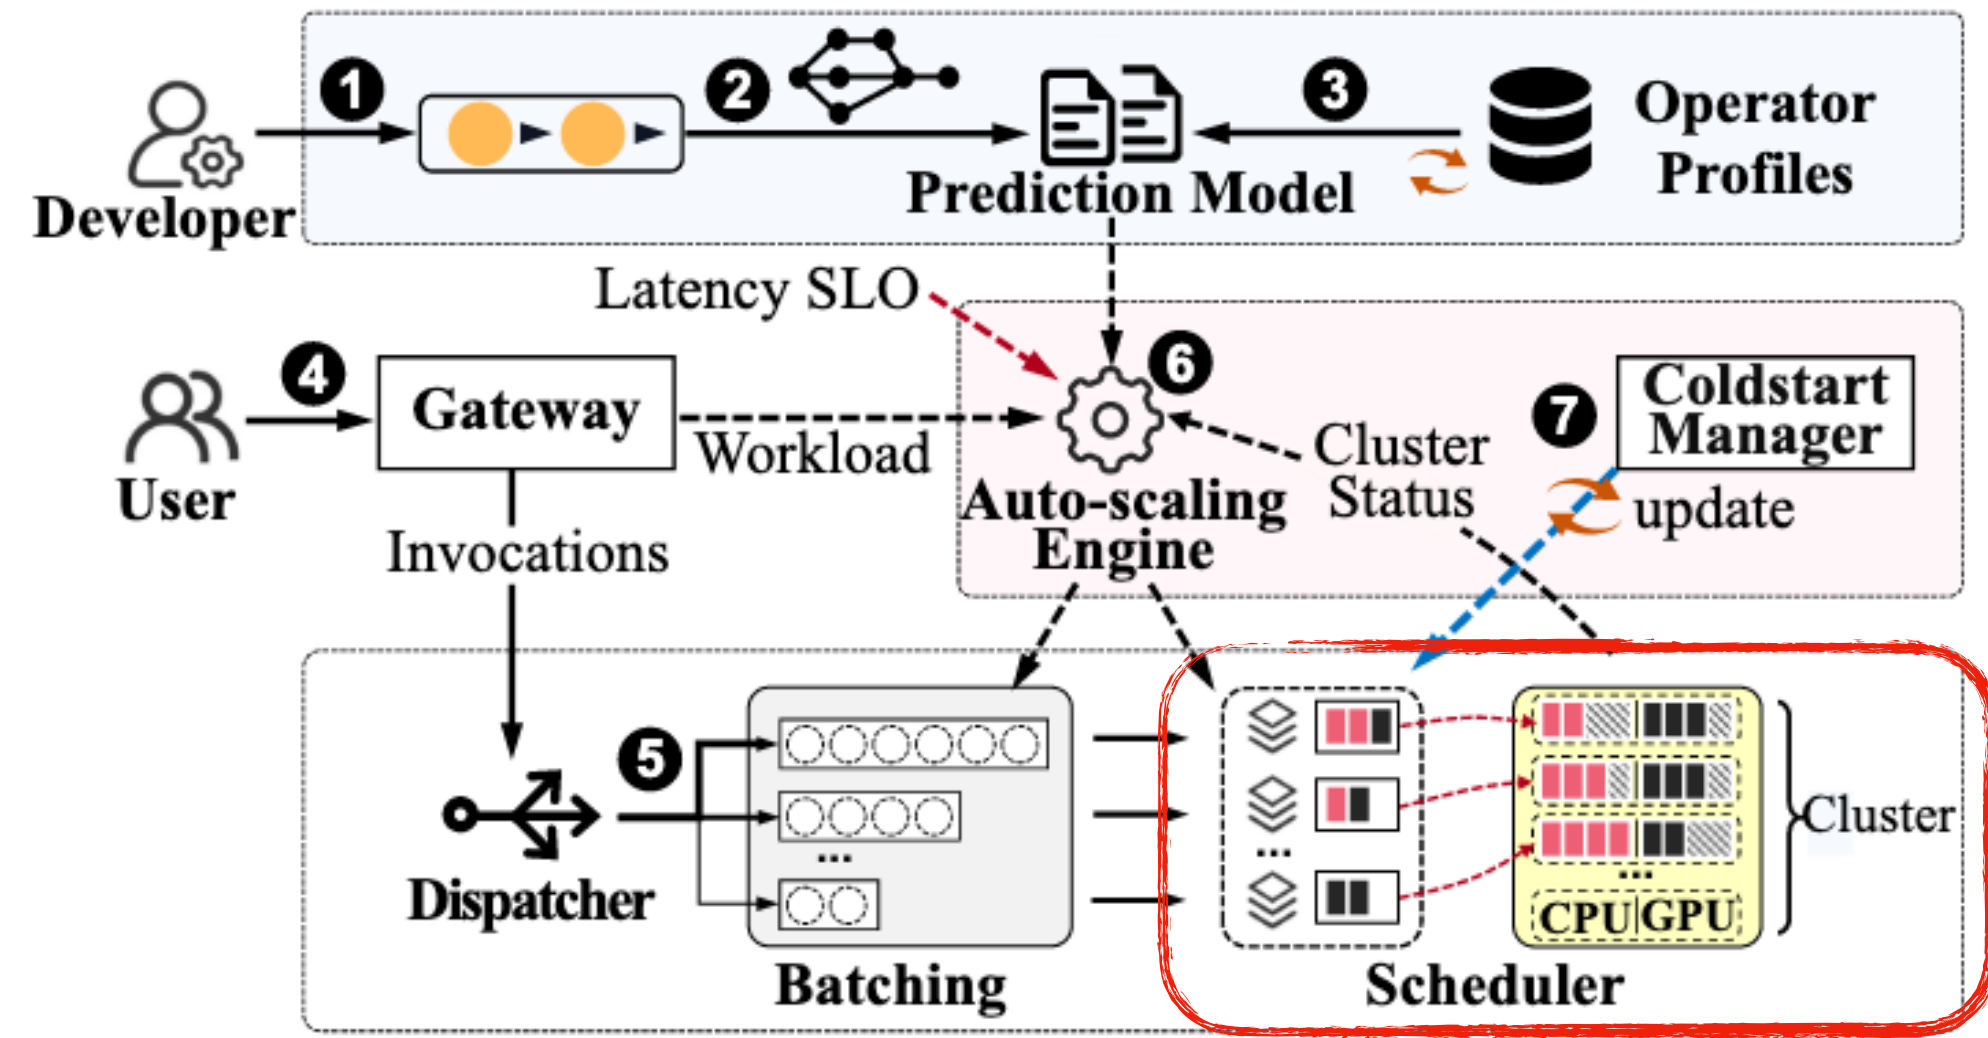 1
2
3
Operator
Profiles
Developer
Prediction Model
Latency SLO
4
Gateway
Workload
User
6
Auto-scaling
Engine
Cluster
Status
7
Coldstart
Manager
update
Invocations
5
Dispatcher
...
Batching
...
...
CPU|GPU
Cluster
Scheduler